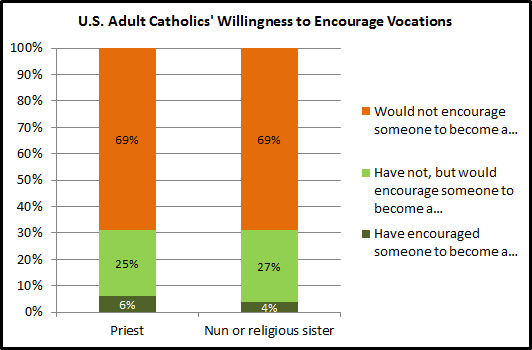 U.S. Adult Catholics' Willingness to Encourage Vocations
100%
90%
80%
70%
60%
50%
40%
30%
20%
10%
0%
69%
69%
25%
27%
6%
4%
Priest
Nun or religious sister
Would not encourage
someone to become a...
Have not, but would
encourage someone to
become a...
Have encouraged
someone to become a...